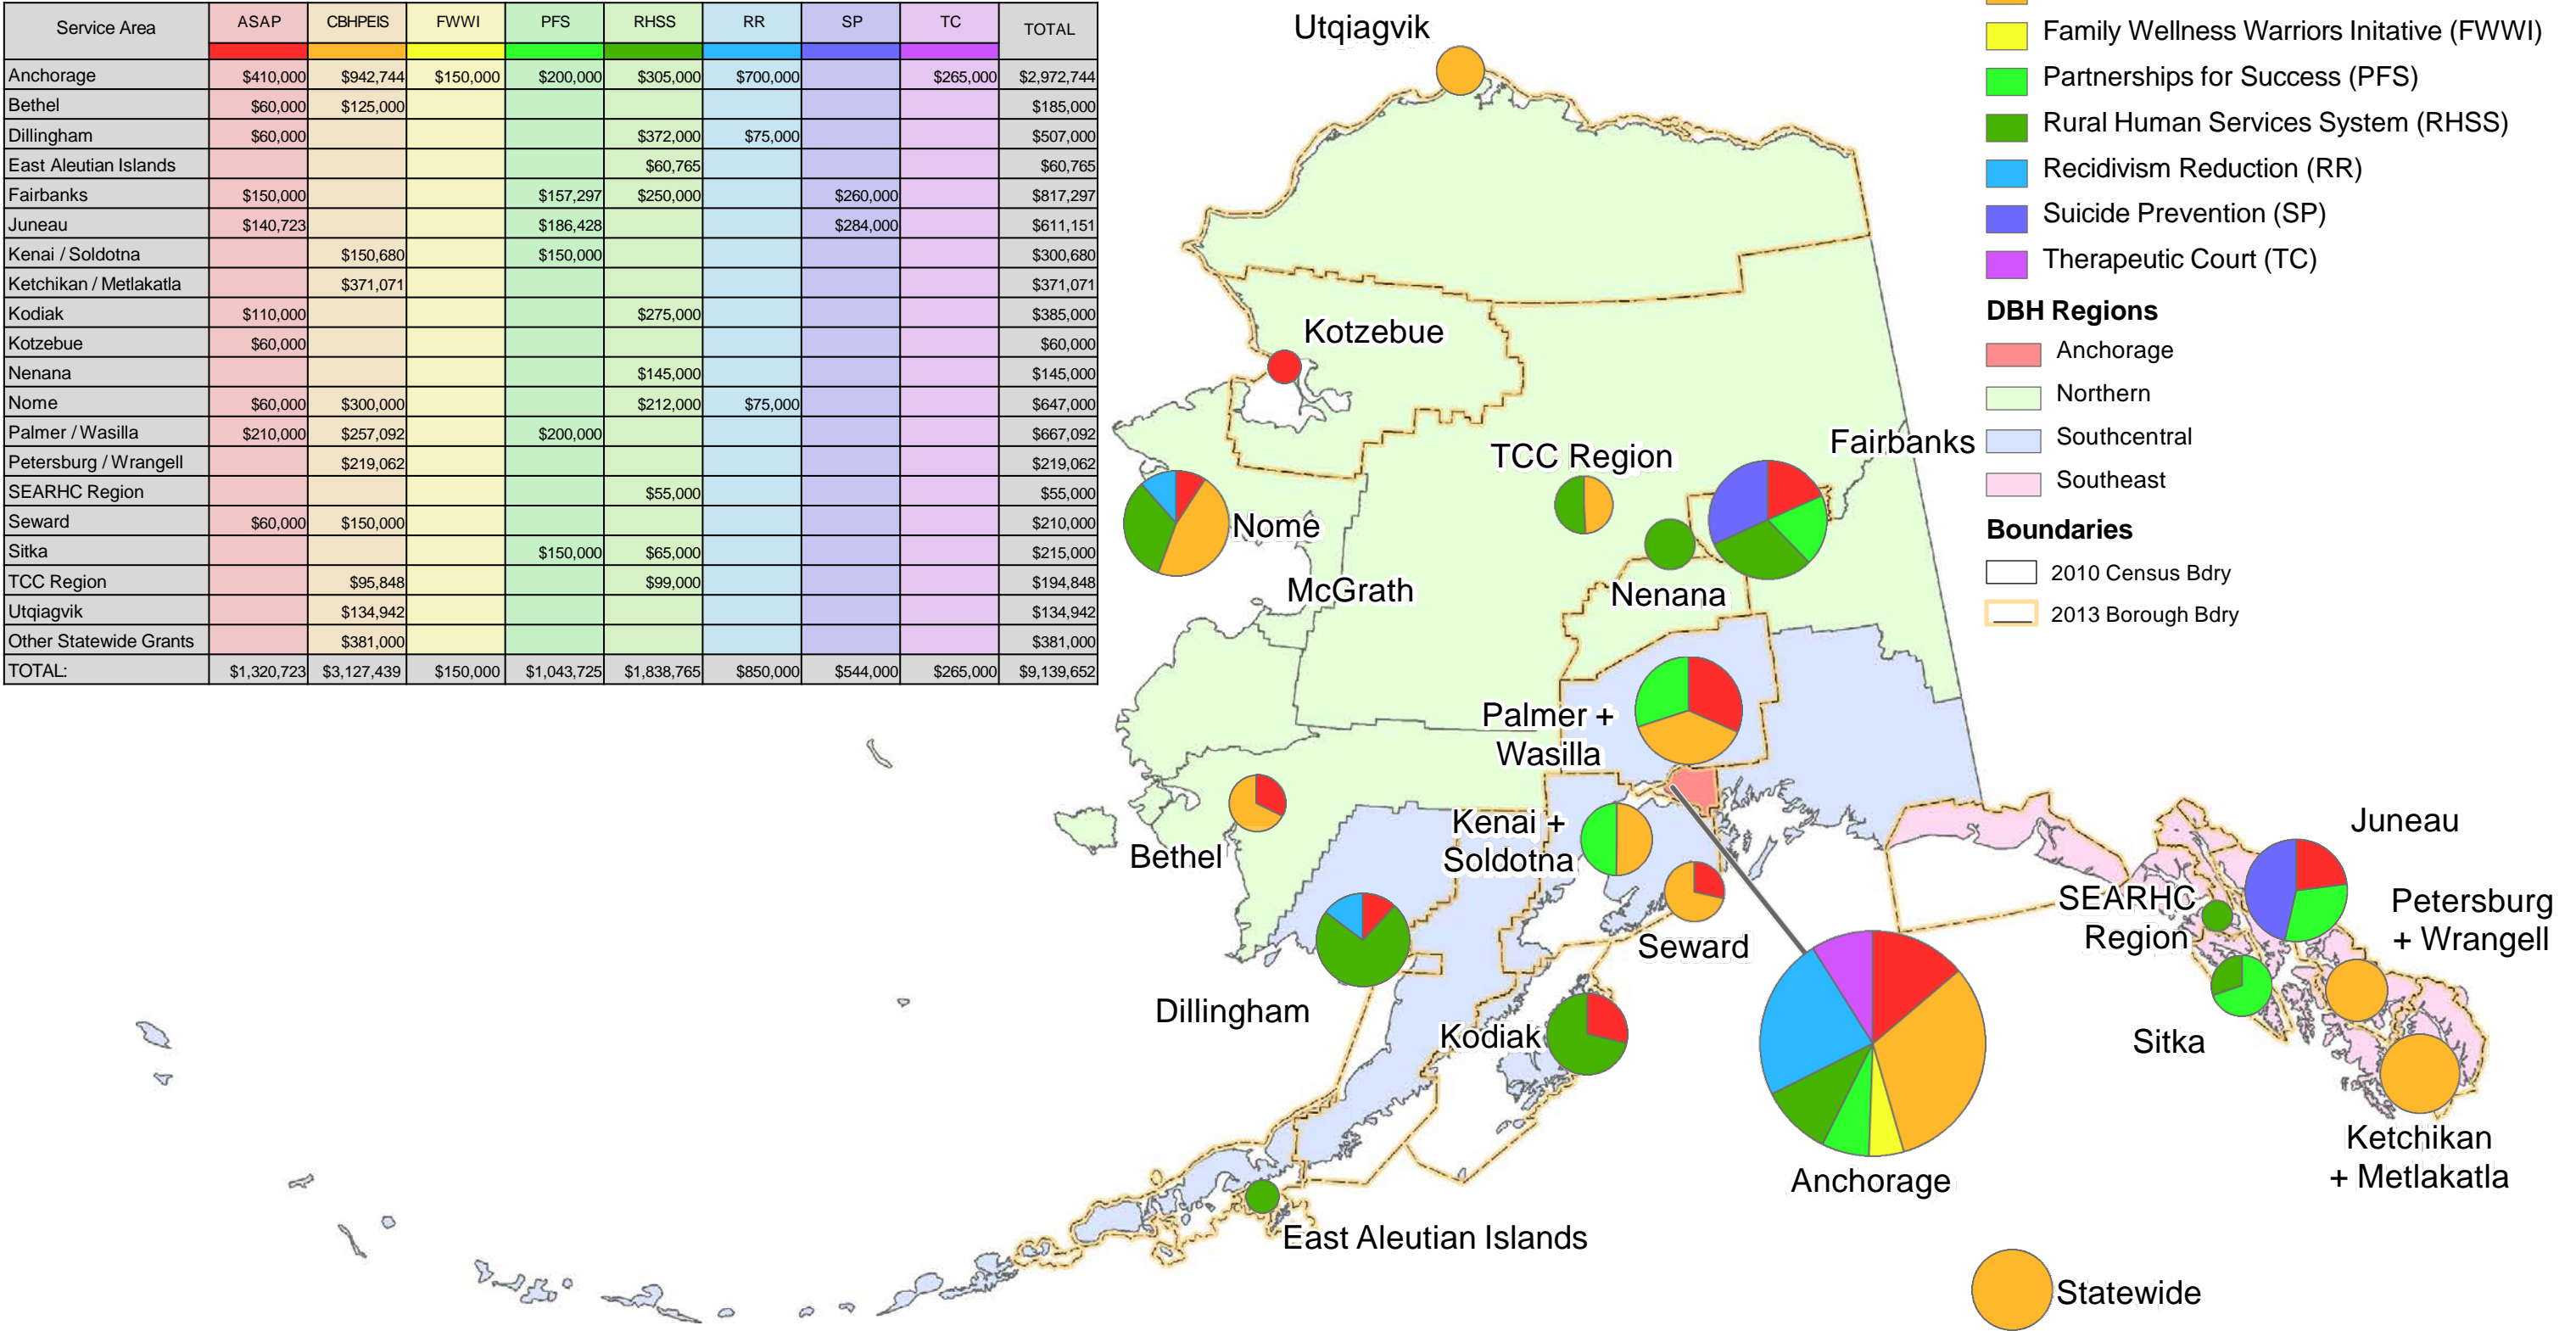 Service Area ASAP CBHPEIS FWWI PFS RHSS RR SP TC TOTAL
Anchorage $410,000 $942,744 $150,000 $200,000 $305,000 $700,000 $265,000 $2,972,744
Bethel $60,000 $125,000 $185,000
Dillingham $60,000 $372,000 $75,000 $507,000
East Aleutian Islands $60,765 $60,765
Fairbanks $150,000 $157,297 $250,000 $260,000 $817,297
Juneau $140,723 $186,428 $284,000 $611,151
Kenai / Soldotna $150,680 $150,000 $300,680
Ketchikan / Metlakatla $371,071 $371,071
Kodiak $110,000 $275,000 $385,000
Kotzebue $60,000 $60,000
Nenana $145,000 $145,000
Nome $60,000 $300,000 $212,000 $75,000 $647,000
Palmer / Wasilla $210,000 $257,092 $200,000 $667,092
Petersburg / Wrangell $219,062 $219,062
SEARHC Region $55,000 $55,000
Seward $60,000 $150,000 $210,000
Sitka $150,000 $65,000 $215,000
TCC Region $95,848 $99,000 $194,848
Utqiagvik $134,942 $134,942
Other Statewide Grants $381,000 $381,000
TOTAL: $1,320,723 $3,127,439 $150,000 $1,043,725 $1,838,765 $850,000 $544,000 $265,000 $9,139,652
Family Wellness Warriors Initative (FWWI)
Partnerships for Success (PFS)
Rural Human Services System (RHSS)
Recidivism Reduction (RR)
Suicide Prevention (SP)
Therapeutic Court (TC)
DBH Regions
Anchorage
Northern
Southcentral
Southeast
Boundaries
2010 Census Bdry
2013 Borough Bdry
Utqiagvik
Kotzebue
TCC Region
Fairbanks
Nome
McGrath
Nenana
Palmer +
Wasilla
Bethel
Kenai +
Soldotna
Seward
Dillingham
Kodiak
Anchorage
East Aleutian Islands
Juneau
SEARHC
Region
Petersburg
+ Wrangell
Sitka
Ketchikan
+ Metlakatla
Statewide